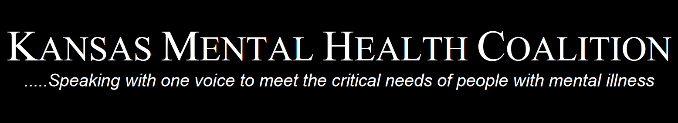 KANSAS MENTAL HEALTH COALITION
.....Speaking with one voice to meet the critical needs of people with mental illness